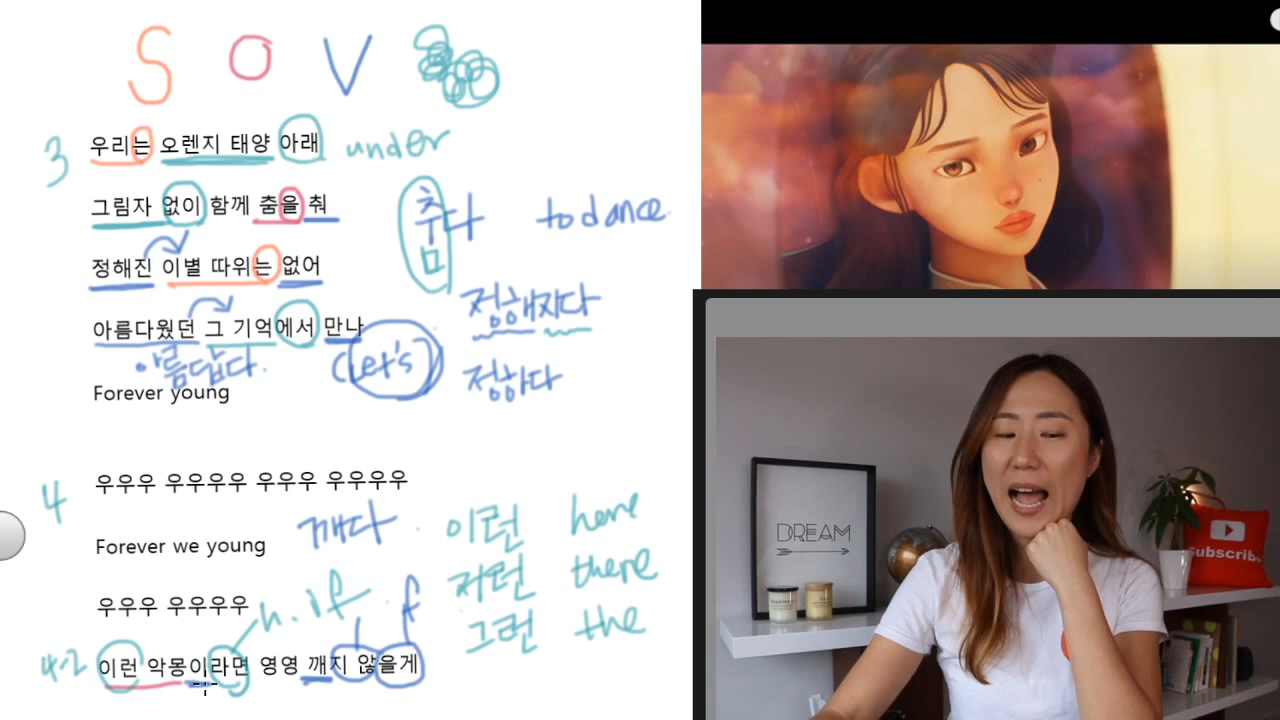 S O V
3
우리는 오렌지 태양 아래 under
그림자 없이 함께 춤을 춰
추다 to dance
ㅁ
정해진 이별 따위는 없어
정해지다
아름다웠던 그 기억에서 만나
아름답다. (let's)
정하다
Forever young
4
우우우 우우우우 우우우 우우우우
깨다 이런 here
Forever we young
저런 there
우우우 우우우우
n. if f
그런 the
4-2 이런 악몽이라면 영영 깨지 않을게
DREAM
Subscribe